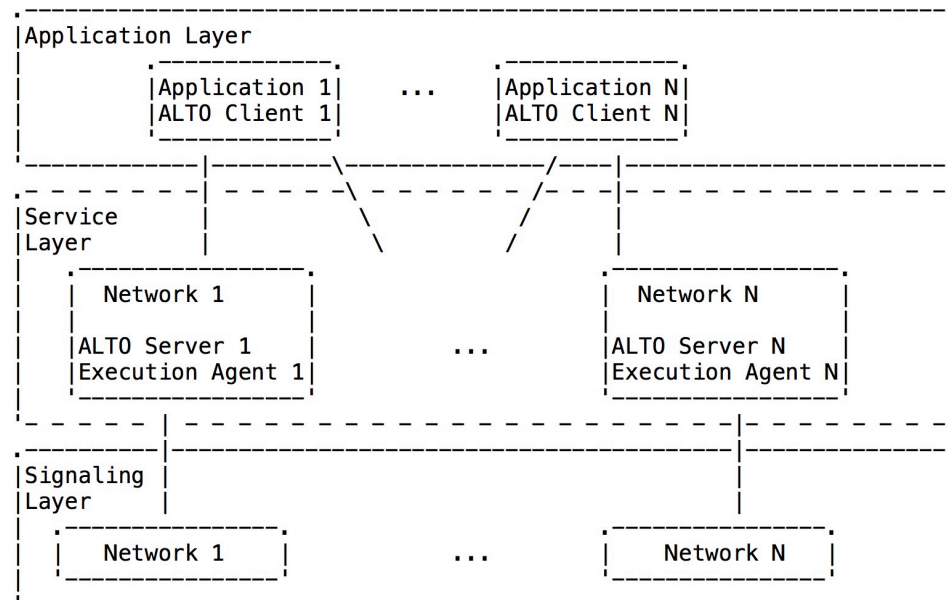 Application Layer
Application 1 ... Application N
ALTO Client 1 ALTO Client N
Service
Layer
Network 1 Network N
ALTO Server 1 ... ALTO Server N
Execution Agent 1 Execution Agent N
Signaling
Layer
Network 1 ... Network N